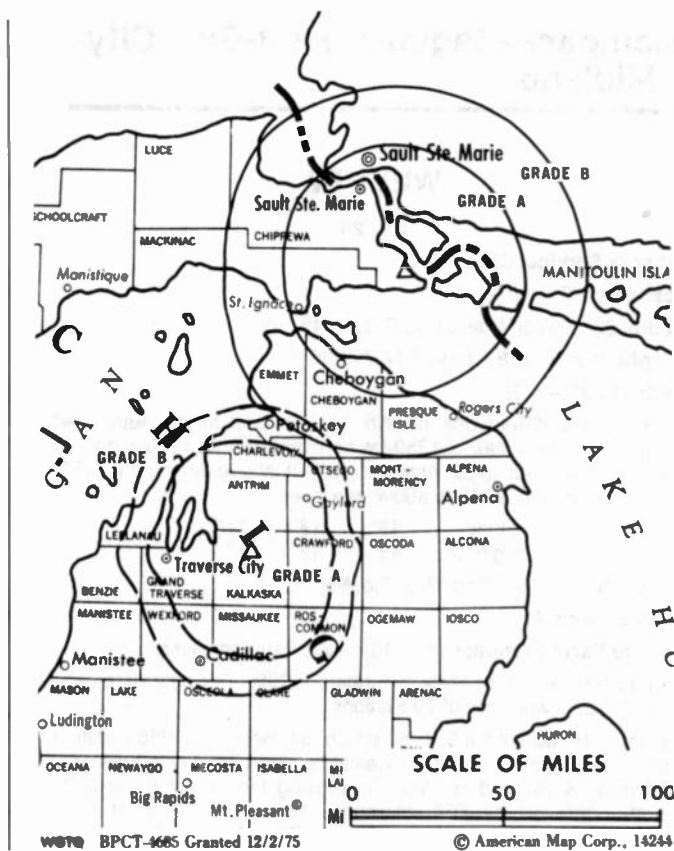 LUCE
Sault Ste. Marie
GRADE B
GRADE A
Sault Ste. Marie
SCHOOLCRAFT
MACKINAC
CHIPPEWA
Manistique
St. Ignace
MANITOULIN ISLA
C
A
N
EMMET
Cheboygan
CHEBOYGAN
PRESQUE ISLE
Rogers City
LAKE
H
Petoskey
GRADE B
CHARLEVOIX
OTSEGO
MONT MORENCY
ALPENA
ANTRIM
Gaylord
Alpena
LEELANAU
CRAWFORD
OSCODA
ALCONA
Traverse City
GRADE A
BENZIE
GRAND TRAVERSE
KALKASKA
MANISTEE
WEXFORD
MISSAUKEE
ROS-COMMON
OGEMAW
IOSCO
Manistee
Cadillac
MASON
LAKE
OSCEOLA
CLARE
GLADWIN
ARENAC
Ludington
HURON
OCEANA
NEWAYGO
MECOSTA
ISABELLA
SCALE OF MILES
Big Rapids
Mt. Pleasant
0 50 100
Mi
BPCT-4685 Granted 12/2/75
© American Map Corp., 14244